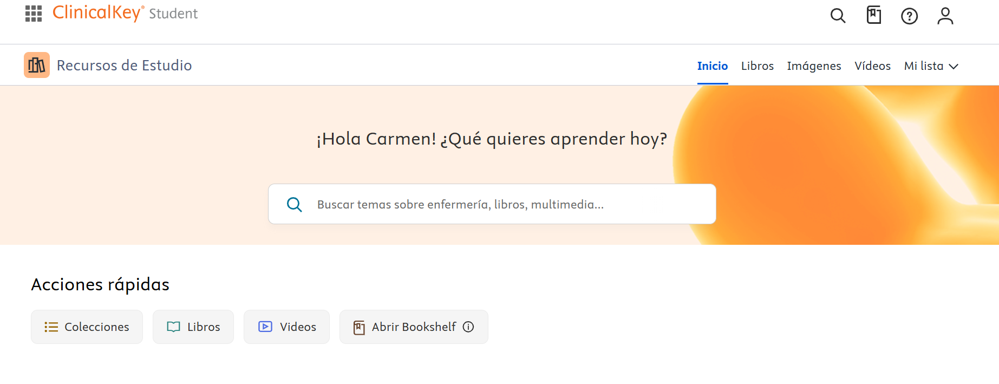 ClinicalKey® Student
Recursos de Estudio
Inicio Libros Imágenes Vídeos Mi lista
¡Hola Carmen! ¿Qué quieres aprender hoy?
Buscar temas sobre enfermería, libros, multimedia...
Acciones rápidas
Colecciones Libros Videos Abrir Bookshelf